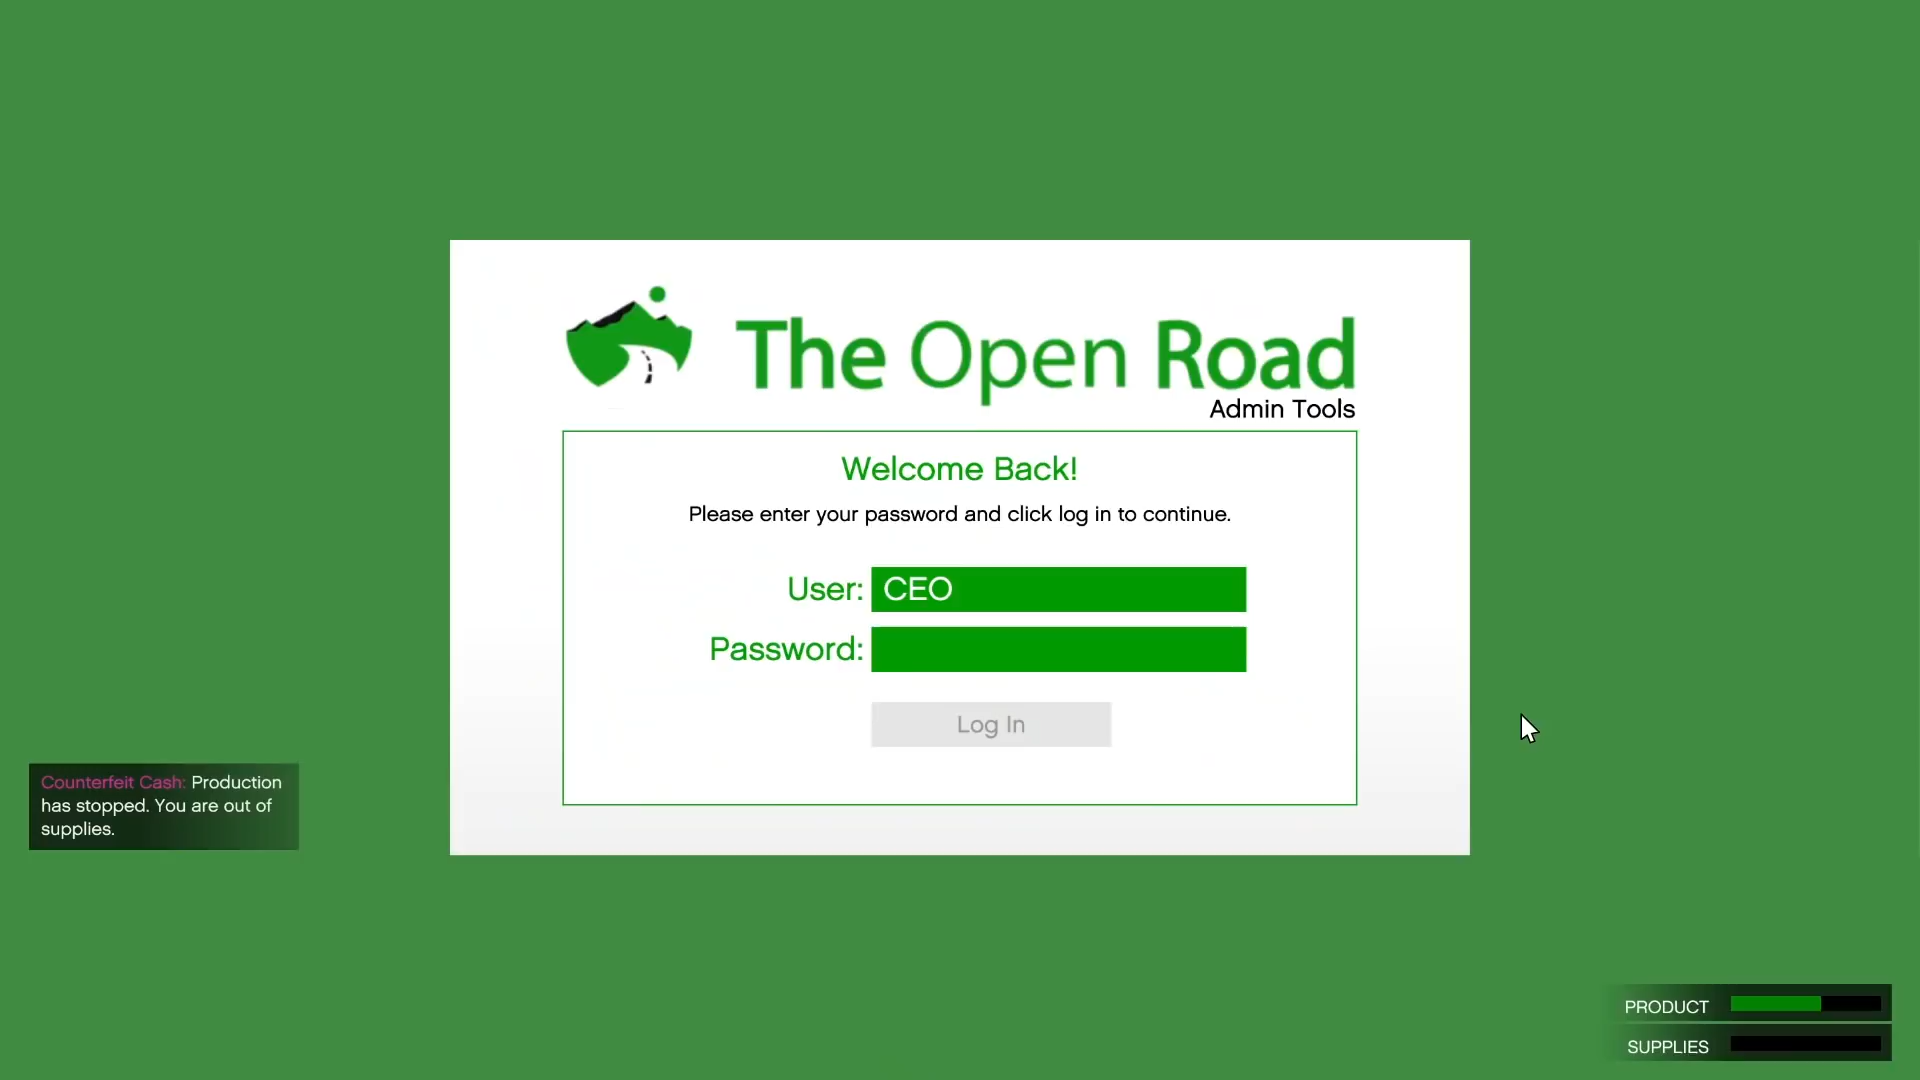 The Open Road
Admin Tools
Welcome Back!
Please enter your password and click log in to continue.
User: CEO
Password:
Log In
Counterfeit Cash: Production
has stopped. You are out of
supplies.
PRODUCT
SUPPLIES